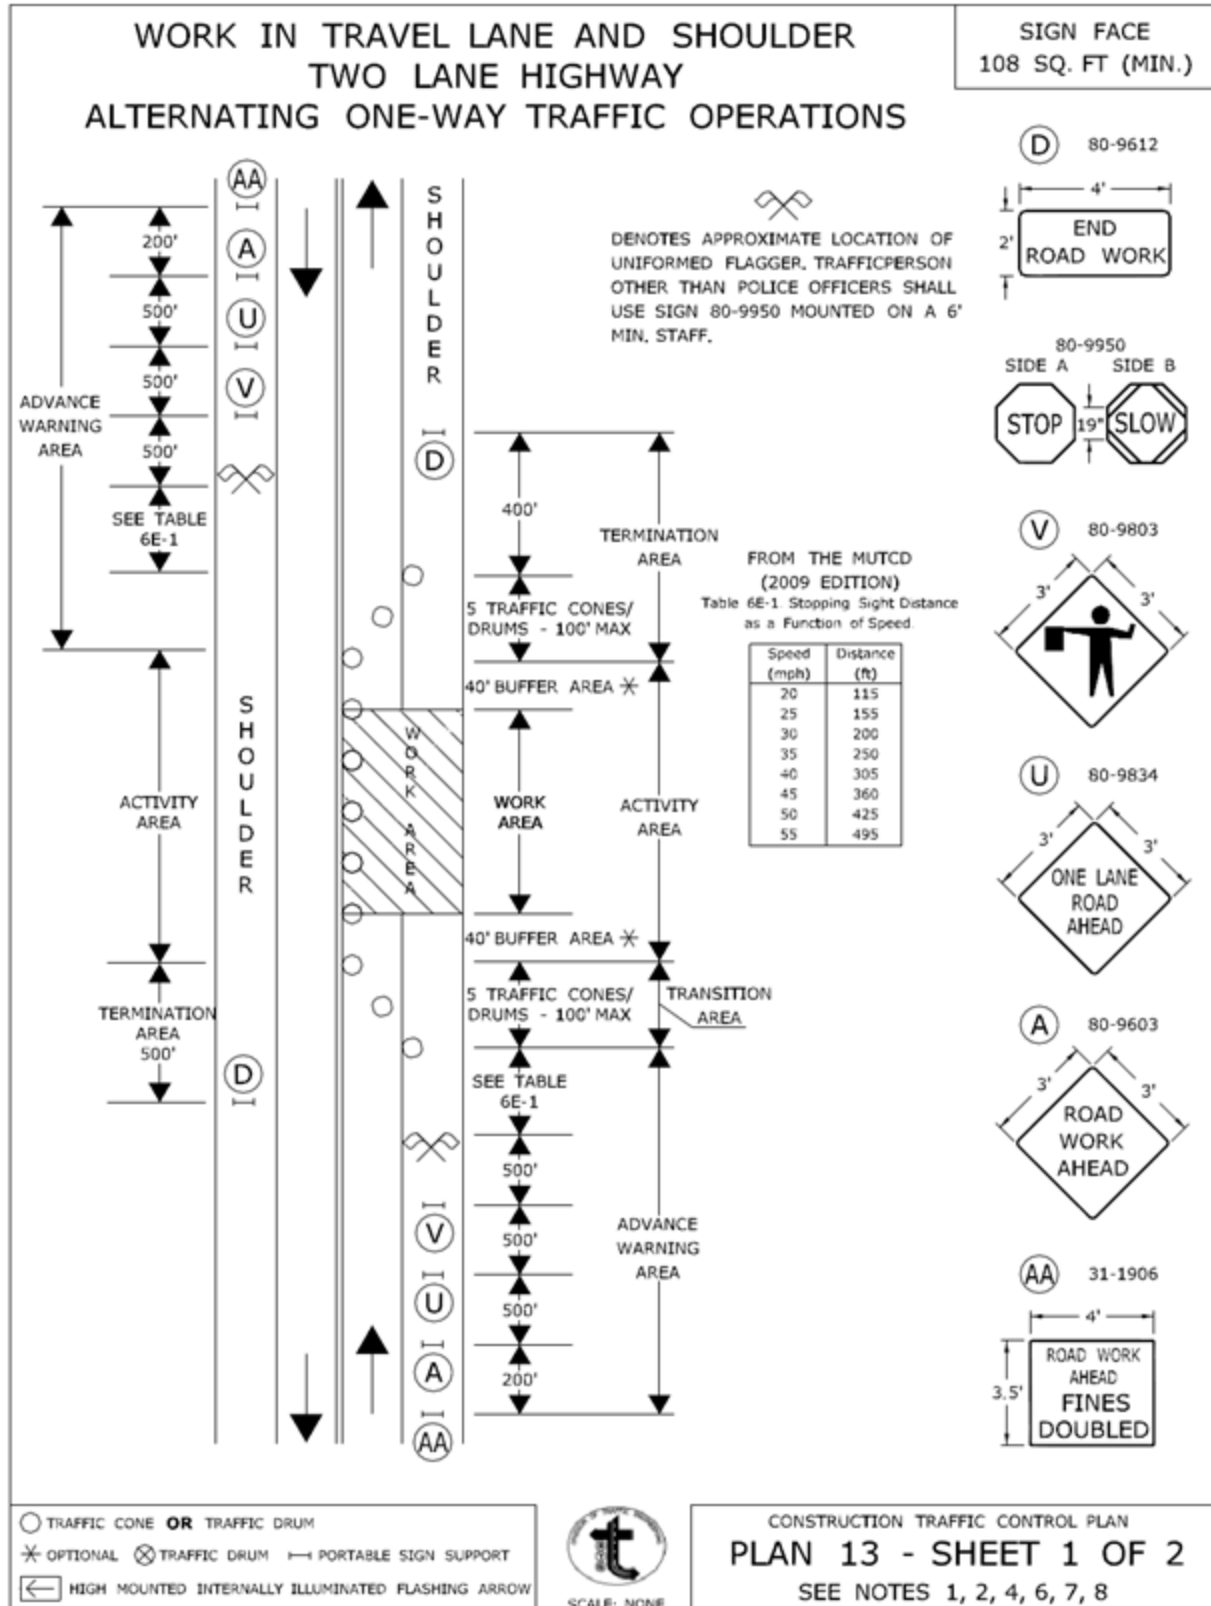 WORK IN TRAVEL LANE AND SHOULDER
TWO LANE HIGHWAY
ALTERNATING ONE-WAY TRAFFIC OPERATIONS
SIGN FACE
108 SQ. FT (MIN.)
AA
A
U
V
200'
500'
500'
500'
SEE TABLE
6E-1
ADVANCE
WARNING
AREA
SHOULDER
ACTIVITY
AREA
TERMINATION
AREA
500'
D
SHOULDER
D
400'
TERMINATION
AREA
5 TRAFFIC CONES/
DRUMS - 100' MAX
40' BUFFER AREA *
WORK AREA
WORK
AREA
ACTIVITY
AREA
40' BUFFER AREA *
5 TRAFFIC CONES/
DRUMS - 100' MAX
TRANSITION
AREA
SEE TABLE
6E-1
500'
500'
500'
200'
ADVANCE
WARNING
AREA
V
U
A
AA
DENOTES APPROXIMATE LOCATION OF
UNIFORMED FLAGGER. TRAFFICPERSON
OTHER THAN POLICE OFFICERS SHALL
USE SIGN 80-9950 MOUNTED ON A 6'
MIN. STAFF.
FROM THE MUTCD
(2009 EDITION)
Table 6E-1. Stopping Sight Distance
as a Function of Speed.
Speed Distance
(mph) (ft)
20 115
25 155
30 200
35 250
40 305
45 360
50 425
55 495
D 80-9612
4'
2'
END
ROAD WORK
80-9950
SIDE A SIDE B
STOP 19" SLOW
V 80-9803
3' 3'
U 80-9834
3' 3'
ONE LANE
ROAD
AHEAD
A 80-9603
3' 3'
ROAD
WORK
AHEAD
AA 31-1906
4'
3.5'
ROAD WORK
AHEAD
FINES
DOUBLED
TRAFFIC CONE OR TRAFFIC DRUM
* OPTIONAL TRAFFIC DRUM PORTABLE SIGN SUPPORT
HIGH MOUNTED INTERNALLY ILLUMINATED FLASHING ARROW
SCALE: NONE
CONSTRUCTION TRAFFIC CONTROL PLAN
PLAN 13 - SHEET 1 OF 2
SEE NOTES 1, 2, 4, 6, 7, 8